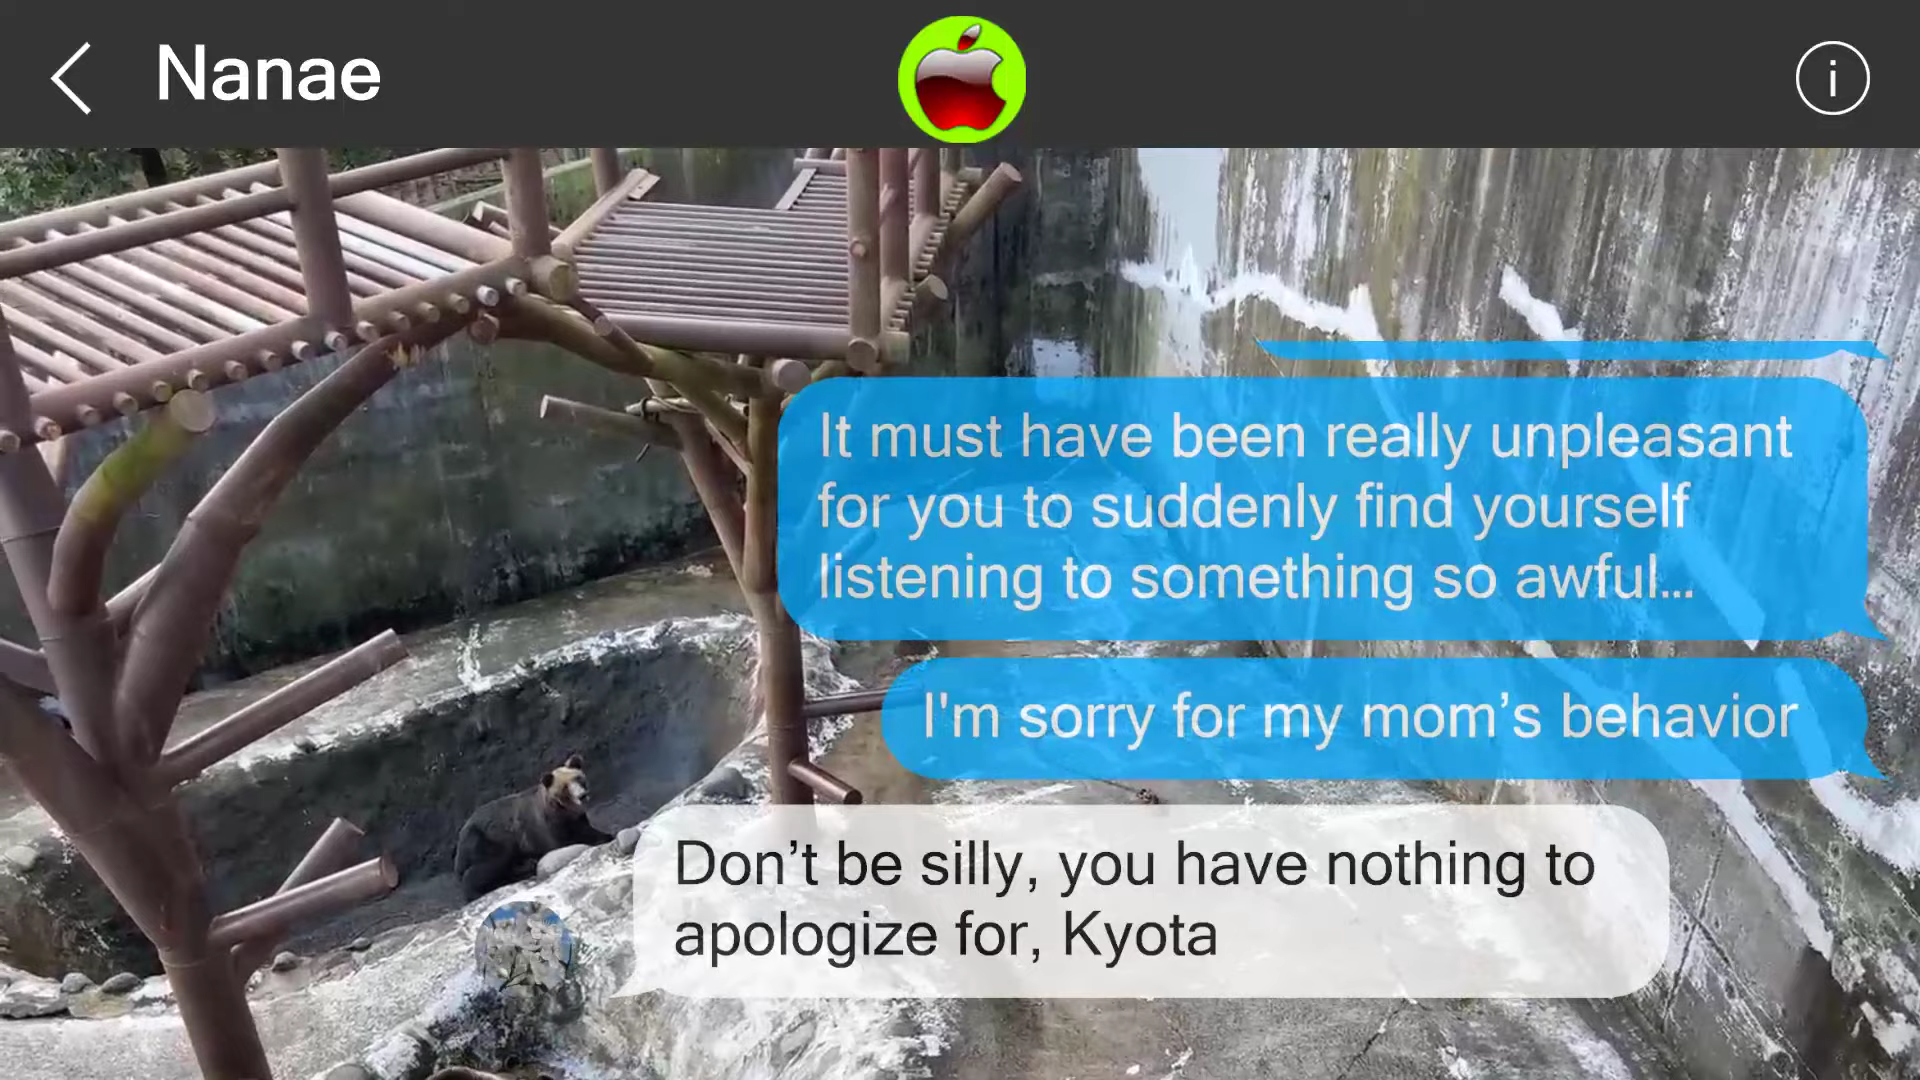 Nanae
i
It must have been really unpleasant
for you to suddenly find yourself
listening to something so awful...
I'm sorry for my mom’s behavior
Don’t be silly, you have nothing to
apologize for, Kyota